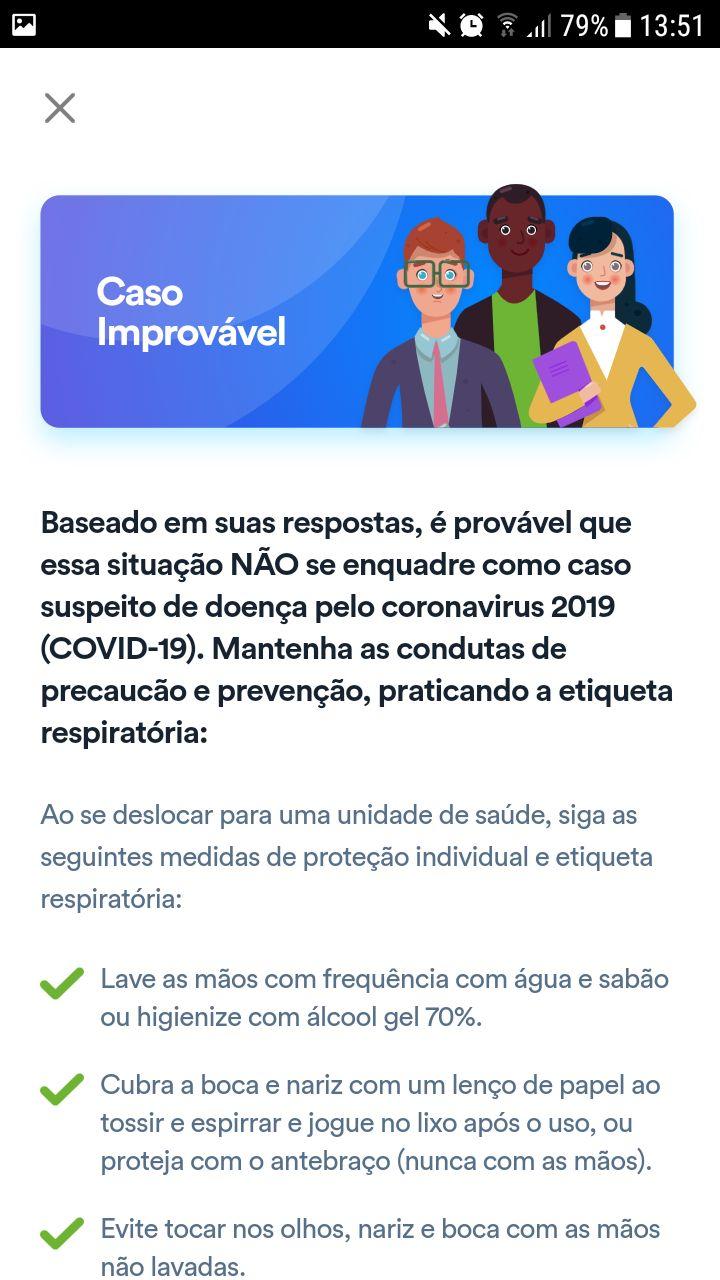 79% 13:51
Caso
Improvável
Baseado em suas respostas, é provável que
essa situação NÃO se enquadre como caso
suspeito de doença pelo coronavirus 2019
(COVID-19). Mantenha as condutas de
precaucão e prevenção, praticando a etiqueta
respiratória:
Ao se deslocar para uma unidade de saúde, siga as
seguintes medidas de proteção individual e etiqueta
respiratória:
Lave as mãos com frequência com água e sabão
ou higienize com álcool gel 70%.
Cubra a boca e nariz com um lenço de papel ao
tossir e espirrar e jogue no lixo após o uso, ou
proteja com o antebraço (nunca com as mãos).
Evite tocar nos olhos, nariz e boca com as mãos
não lavadas.